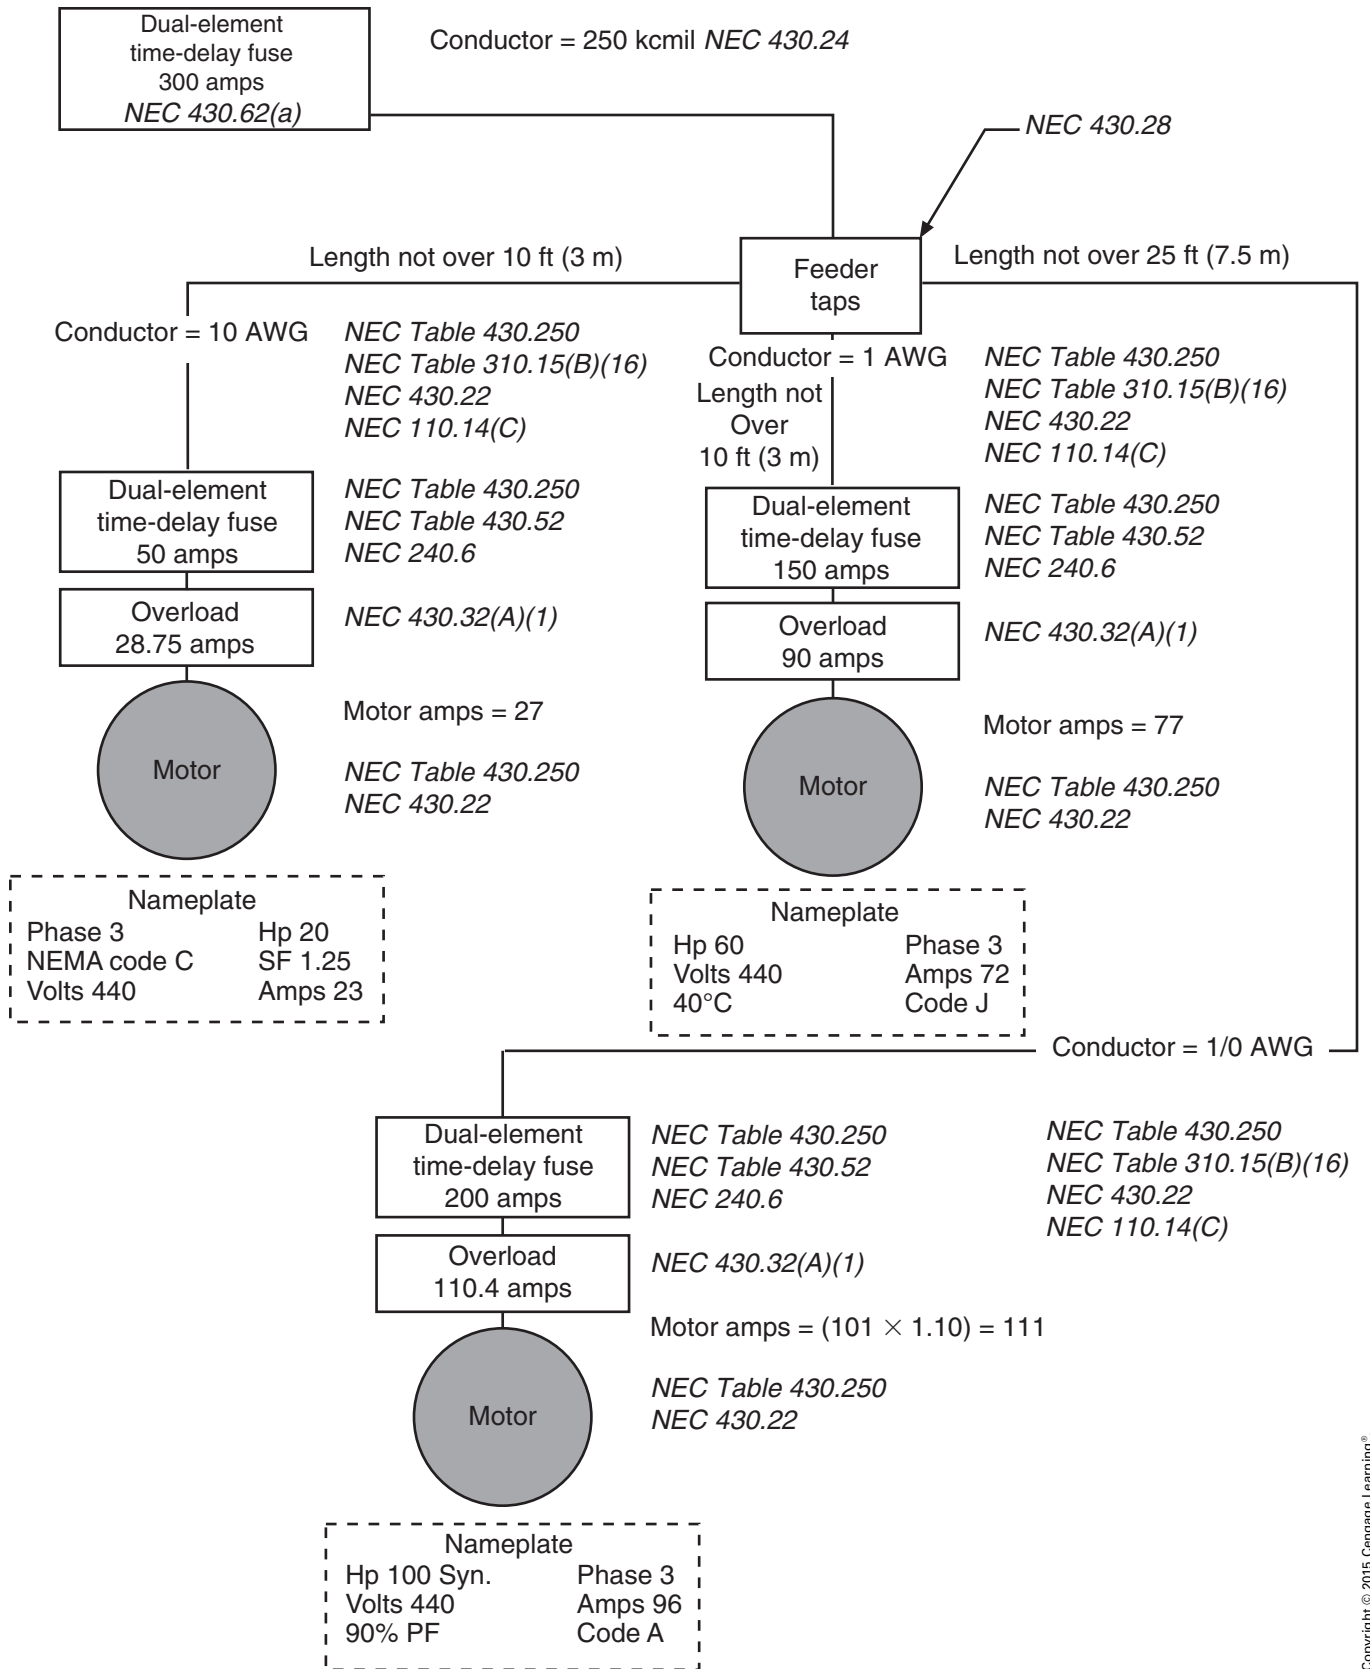 Dual-element
time-delay fuse
300 amps
NEC 430.62(a)
Conductor = 250 kcmil NEC 430.24
NEC 430.28
Length not over 10 ft (3 m)
Feeder
taps
Length not over 25 ft (7.5 m)
Conductor = 10 AWG
NEC Table 430.250
NEC Table 310.15(B)(16)
NEC 430.22
NEC 110.14(C)
Dual-element
time-delay fuse
50 amps
NEC Table 430.250
NEC Table 430.52
NEC 240.6
Overload
28.75 amps
NEC 430.32(A)(1)
Motor amps = 27
Motor
NEC Table 430.250
NEC 430.22
Nameplate
Phase 3 Hp 20
NEMA code C SF 1.25
Volts 440 Amps 23
Conductor = 1 AWG
Length not
Over
10 ft (3 m)
NEC Table 430.250
NEC Table 310.15(B)(16)
NEC 430.22
NEC 110.14(C)
Dual-element
time-delay fuse
150 amps
NEC Table 430.250
NEC Table 430.52
NEC 240.6
Overload
90 amps
NEC 430.32(A)(1)
Motor amps = 77
Motor
NEC Table 430.250
NEC 430.22
Nameplate
Hp 60 Phase 3
Volts 440 Amps 72
40°C Code J
Conductor = 1/0 AWG
Dual-element
time-delay fuse
200 amps
NEC Table 430.250
NEC Table 430.52
NEC 240.6
NEC Table 430.250
NEC Table 310.15(B)(16)
NEC 430.22
NEC 110.14(C)
Overload
110.4 amps
NEC 430.32(A)(1)
Motor amps = (101 × 1.10) = 111
Motor
NEC Table 430.250
NEC 430.22
Nameplate
Hp 100 Syn. Phase 3
Volts 440 Amps 96
90% PF Code A
Copyright © 2015 Cengage Learning®